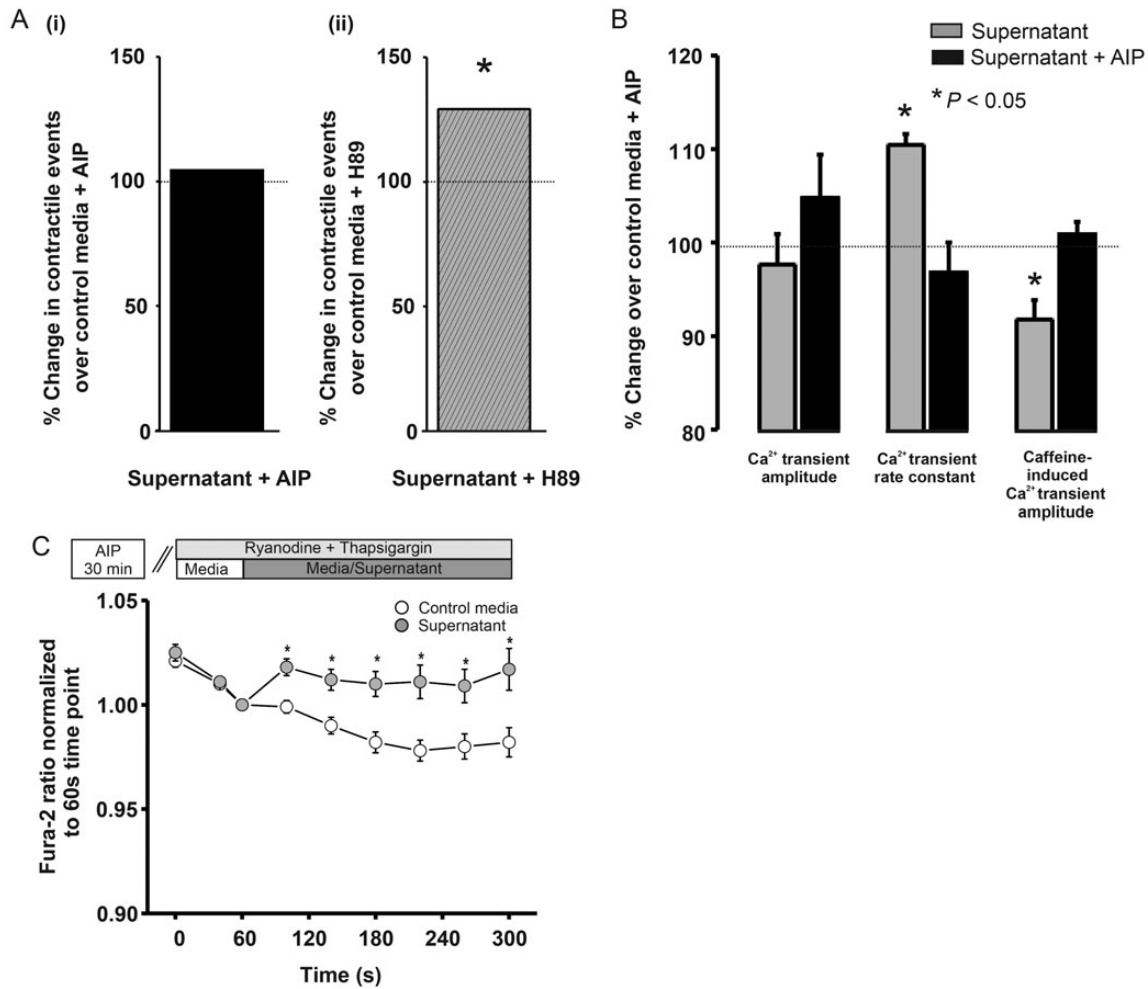 A (i)
150
100
50
0
% Change in contractile events
over control media + AIP
Supernatant + AIP
(ii)
*
150
100
50
0
% Change in contractile events
over control media + H89
Supernatant + H89
B
Supernatant
Supernatant + AIP
* P < 0.05
120
110
100
90
80
% Change over control media + AIP
*
*
Ca²⁺ transient
amplitude
Ca²⁺ transient
rate constant
Caffeine-
induced
Ca²⁺ transient
amplitude
C
AIP
30 min
//
Ryanodine + Thapsigargin
Media
Media/Supernatant
Control media
Supernatant
1.05
1.00
0.95
0.90
Fura-2 ratio normalized
to 60s time point
* * * * * *
0 60 120 180 240 300
Time (s)